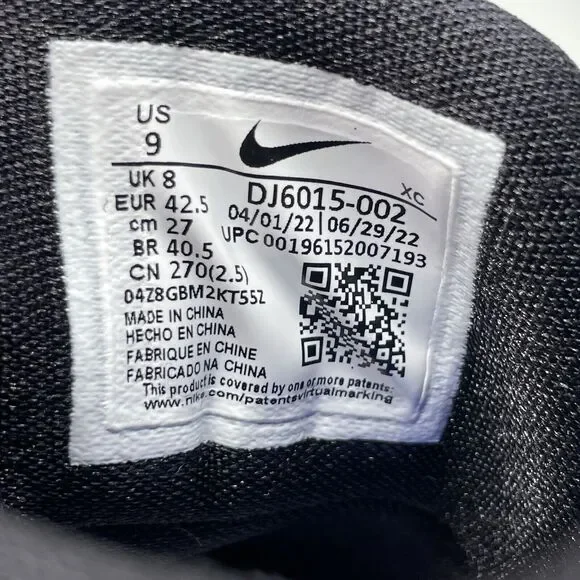 US
9
UK 8
EUR 42.5
cm 27
BR 40.5
CN 270(2.5)
XC
DJ6015-002
04/01/22|06/29/22
UPC 00196152007193
04Z8GBM2KT55Z
MADE IN CHINA
HECHO EN CHINA
FABRIQUE EN CHINE
FABRICADO NA CHINA
This product is covered by one or more patents:
www.nike.com/patentsvirtualmarking